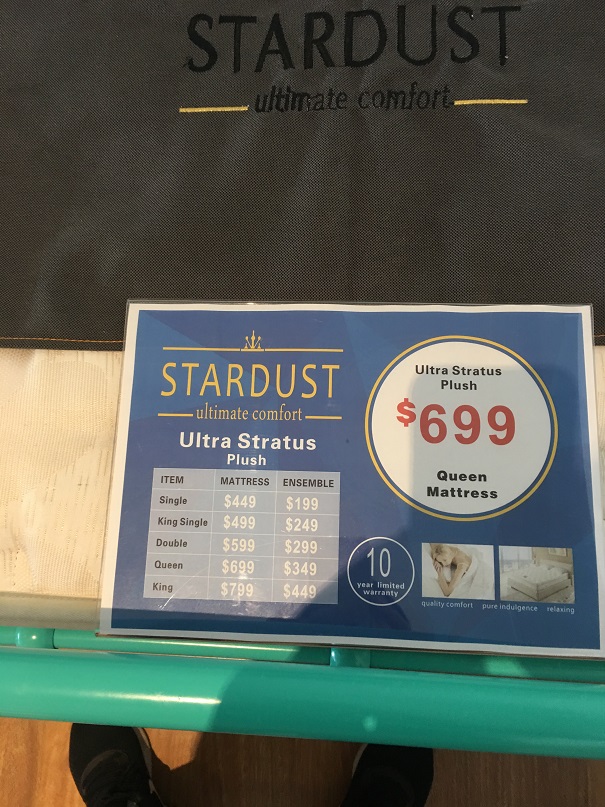 STARDUST
ultimate comfort
STARDUST
ultimate comfort
Ultra Stratus
Plush
ITEM MATTRESS ENSEMBLE
Single $449 $199
King Single $499 $249
Double $599 $299
Queen $699 $349
King $799 $449
Ultra Stratus
Plush
$699
Queen
Mattress
10
year limited
warranty
quality comfort pure indulgence relaxing